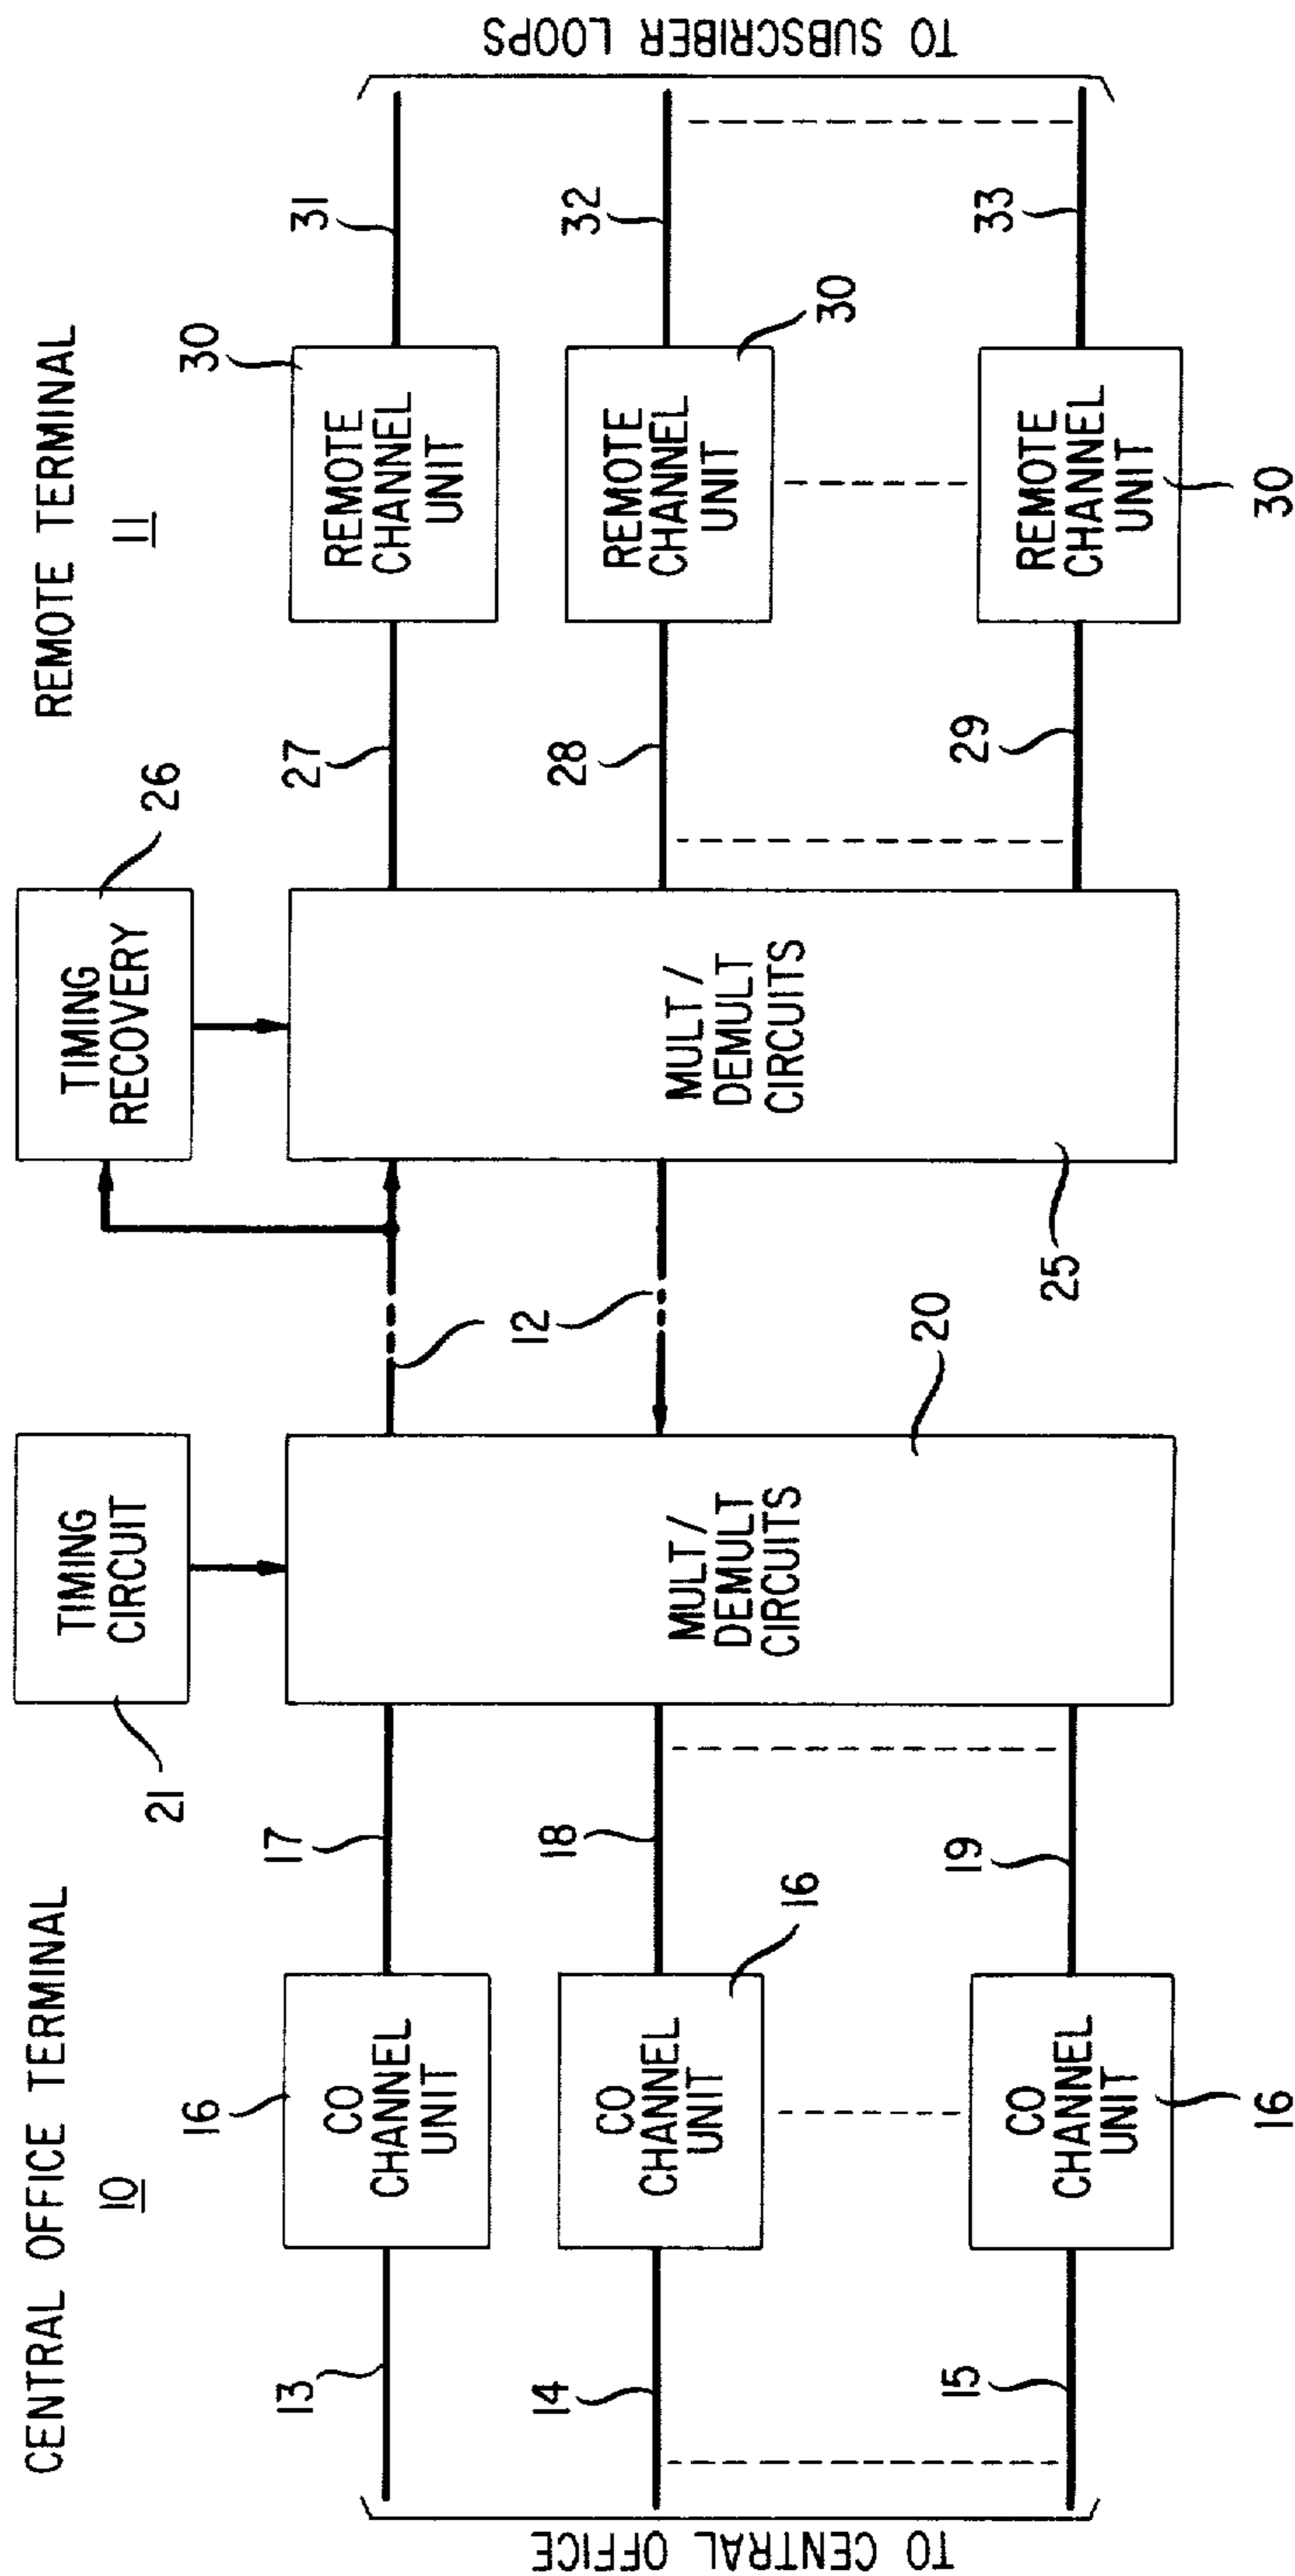 CENTRAL OFFICE TERMINAL
10
REMOTE TERMINAL
11
TIMING
CIRCUIT
21
TIMING
RECOVERY
26
TO CENTRAL OFFICE
13
16
CO
CHANNEL
UNIT
17
14
CO
CHANNEL
UNIT
16
18
15
CO
CHANNEL
UNIT
16
19
MULT/
DEMULT
CIRCUITS
20
12
MULT/
DEMULT
CIRCUITS
25
27
30
REMOTE
CHANNEL
UNIT
31
28
REMOTE
CHANNEL
UNIT
30
32
29
REMOTE
CHANNEL
UNIT
30
33
TO SUBSCRIBER LOOPS